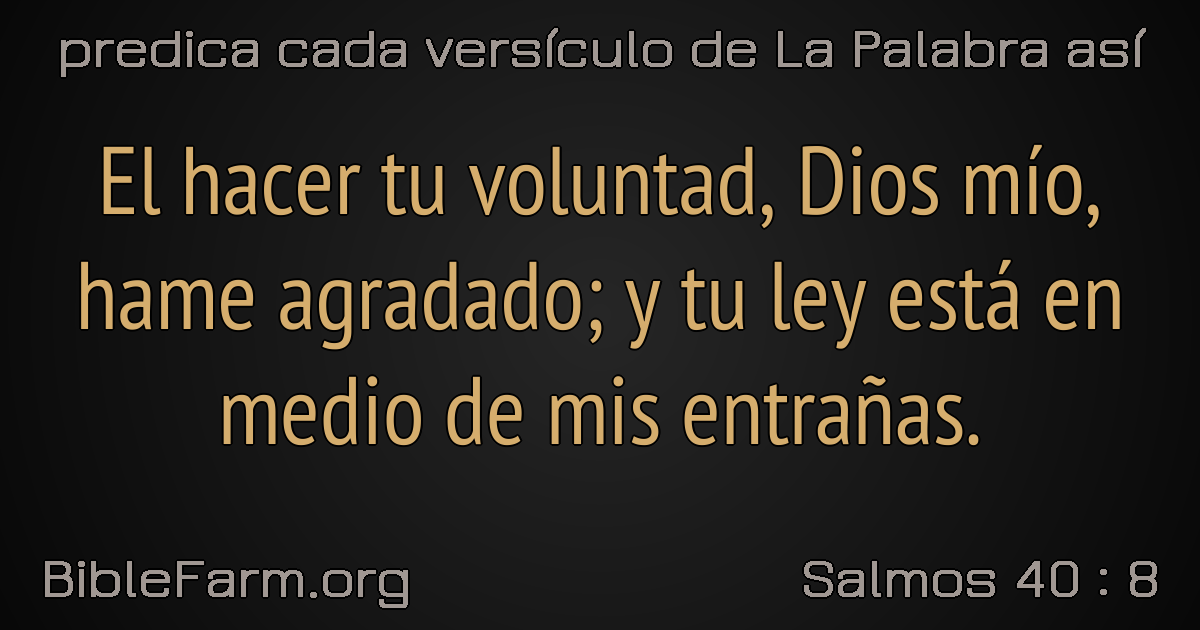 predica cada versículo de La Palabra así
El hacer tu voluntad, Dios mío,
hame agradado; y tu ley está en
medio de mis entrañas.
BibleFarm.org
Salmos 40 : 8